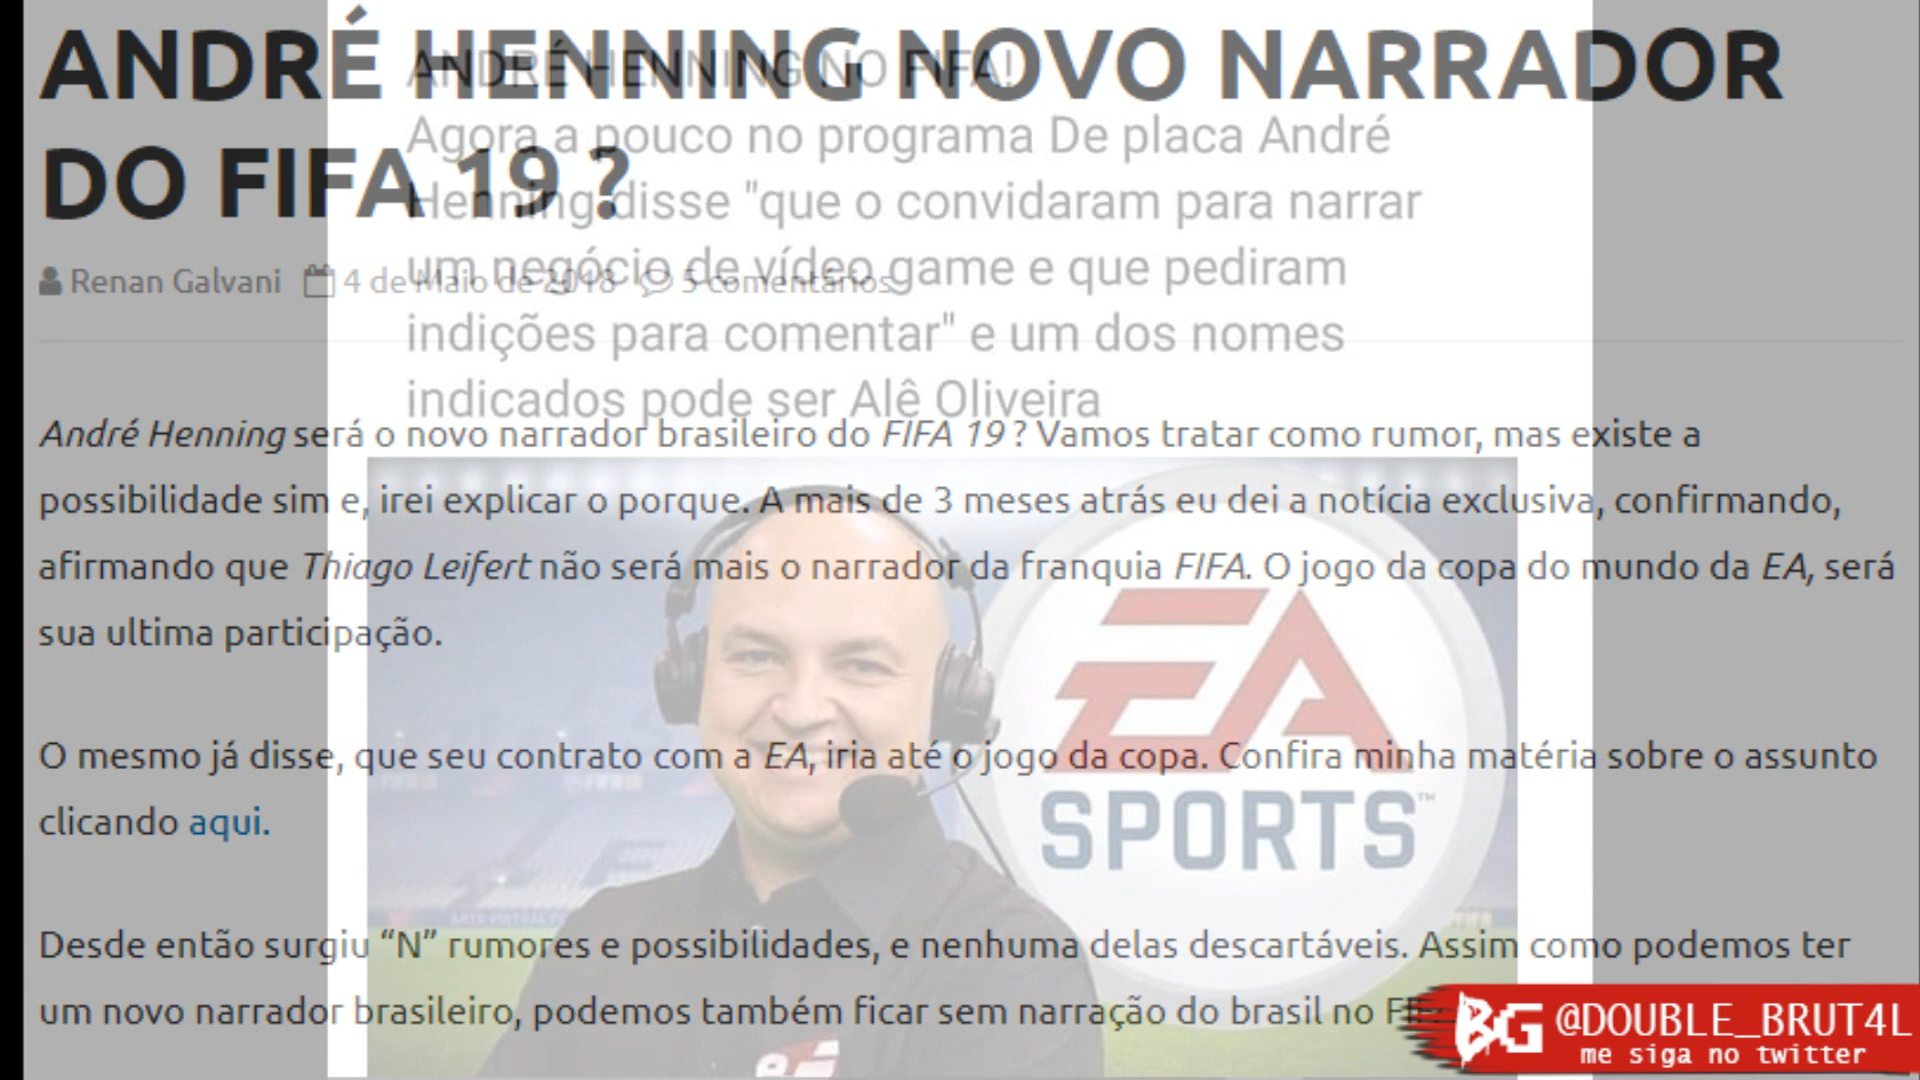 ANDRÉ HENNING NOVO NARRADOR
DO FIFA 19 ?
Renan Galvani 4 de Maio de 2018 5 comentários
André Henning será o novo narrador brasileiro do FIFA 19 ? Vamos tratar como rumor, mas existe a
possibilidade sim e, irei explicar o porque. A mais de 3 meses atrás eu dei a notícia exclusiva, confirmando,
afirmando que Thiago Leifert não será mais o narrador da franquia FIFA. O jogo da copa do mundo da EA, será
sua ultima participação.
O mesmo já disse, que seu contrato com a EA, iria até o jogo da copa. Confira minha matéria sobre o assunto
clicando aqui.
Desde então surgiu “N” rumores e possibilidades, e nenhuma delas descartáveis. Assim como podemos ter
um novo narrador brasileiro, podemos também ficar sem narração do brasil no
ANDRÉ HENNING NO FIFA!
Agora a pouco no programa De placa André
Henning disse "que o convidaram para narrar
um negócio de vídeo game e que pediram
indições para comentar" e um dos nomes
indicados pode ser Alê Oliveira
EA
SPORTS™
BG @DOUBLE_BRUT4L
me siga no twitter